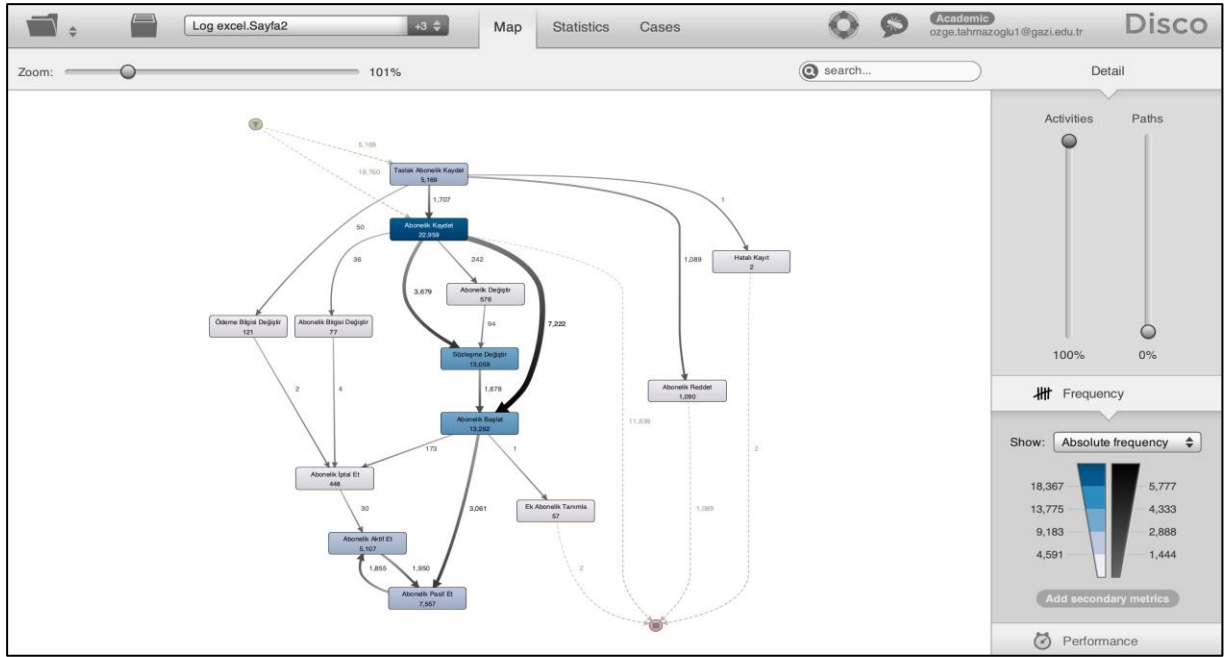 Log excel.Sayfa2
+3
Map
Statistics
Cases
Academic
ozge.tahmazoglu1@gazi.edu.tr
Disco
Zoom:
101%
search...
Detail
Activities
Paths
100%
0%
Frequency
Show:
Absolute frequency
18,367
5,777
13,775
4,333
9,183
2,888
4,591
1,444
Add secondary metrics
Performance
5,169
19,760
Taslak Abonelik Kaydet
5,169
1,707
50
1
Abonelik Kaydet
22,959
36
242
1,089
Hatalı Kayıt
2
3,679
Abonelik Değiştir
576
Ödeme Bilgisi Değiştir
121
Abonelik Bilgisi Değiştir
77
94
7,222
Sözleşme Değiştir
13,059
2
4
1,878
Abonelik Reddet
1,090
Abonelik Başlat
13,262
11,838
173
1
2
Abonelik İptal Et
446
30
3,061
Ek Abonelik Tanımla
57
1,089
Abonelik Aktif Et
5,107
1,855
1,950
2
Abonelik Pasif Et
7,557